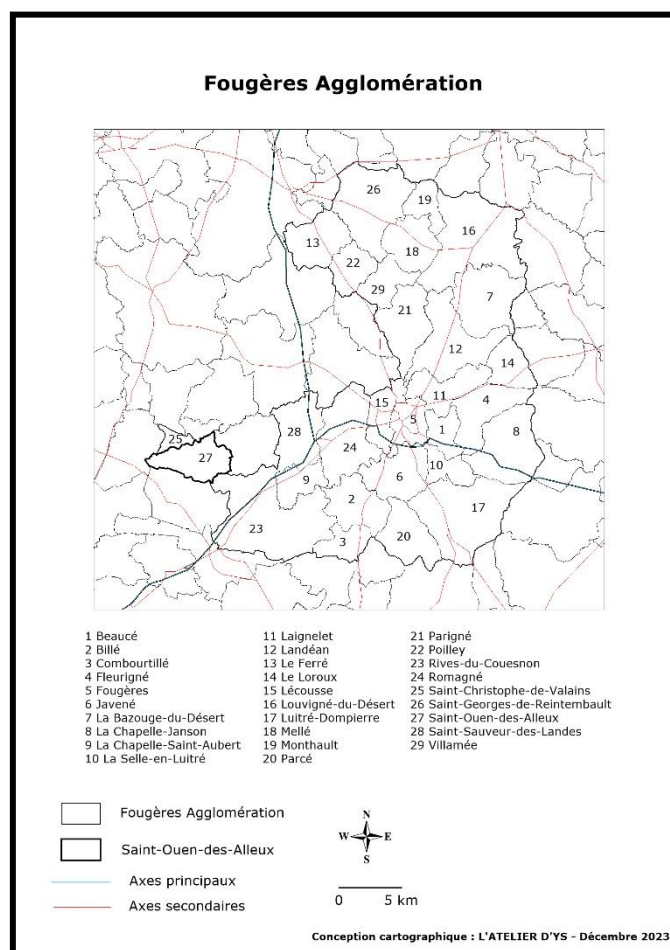 Fougères Agglomération
26
19
16
13
18
22
29
7
21
12
14
11
4
15
5
1
8
28
25
27
24
10
6
9
2
17
23
20
3
1 Beaucé
2 Billé
3 Combourtillé
4 Fleurigné
5 Fougères
6 Javené
7 La Bazouge-du-Désert
8 La Chapelle-Janson
9 La Chapelle-Saint-Aubert
10 La Selle-en-Luitré
11 Laignelet
12 Landéan
13 Le Ferré
14 Le Loroux
15 Lécousse
16 Louvigné-du-Désert
17 Luitré-Dompierre
18 Mellé
19 Monthault
20 Parcé
21 Parigné
22 Poilley
23 Rives-du-Couesnon
24 Romagné
25 Saint-Christophe-de-Valains
26 Saint-Georges-de-Reintembault
27 Saint-Ouen-des-Alleux
28 Saint-Sauveur-des-Landes
29 Villamée
Fougères Agglomération
Saint-Ouen-des-Alleux
Axes principaux
Axes secondaires
N
W E
S
0 5 km
Conception cartographique : L'ATELIER D'YS - Décembre 2023